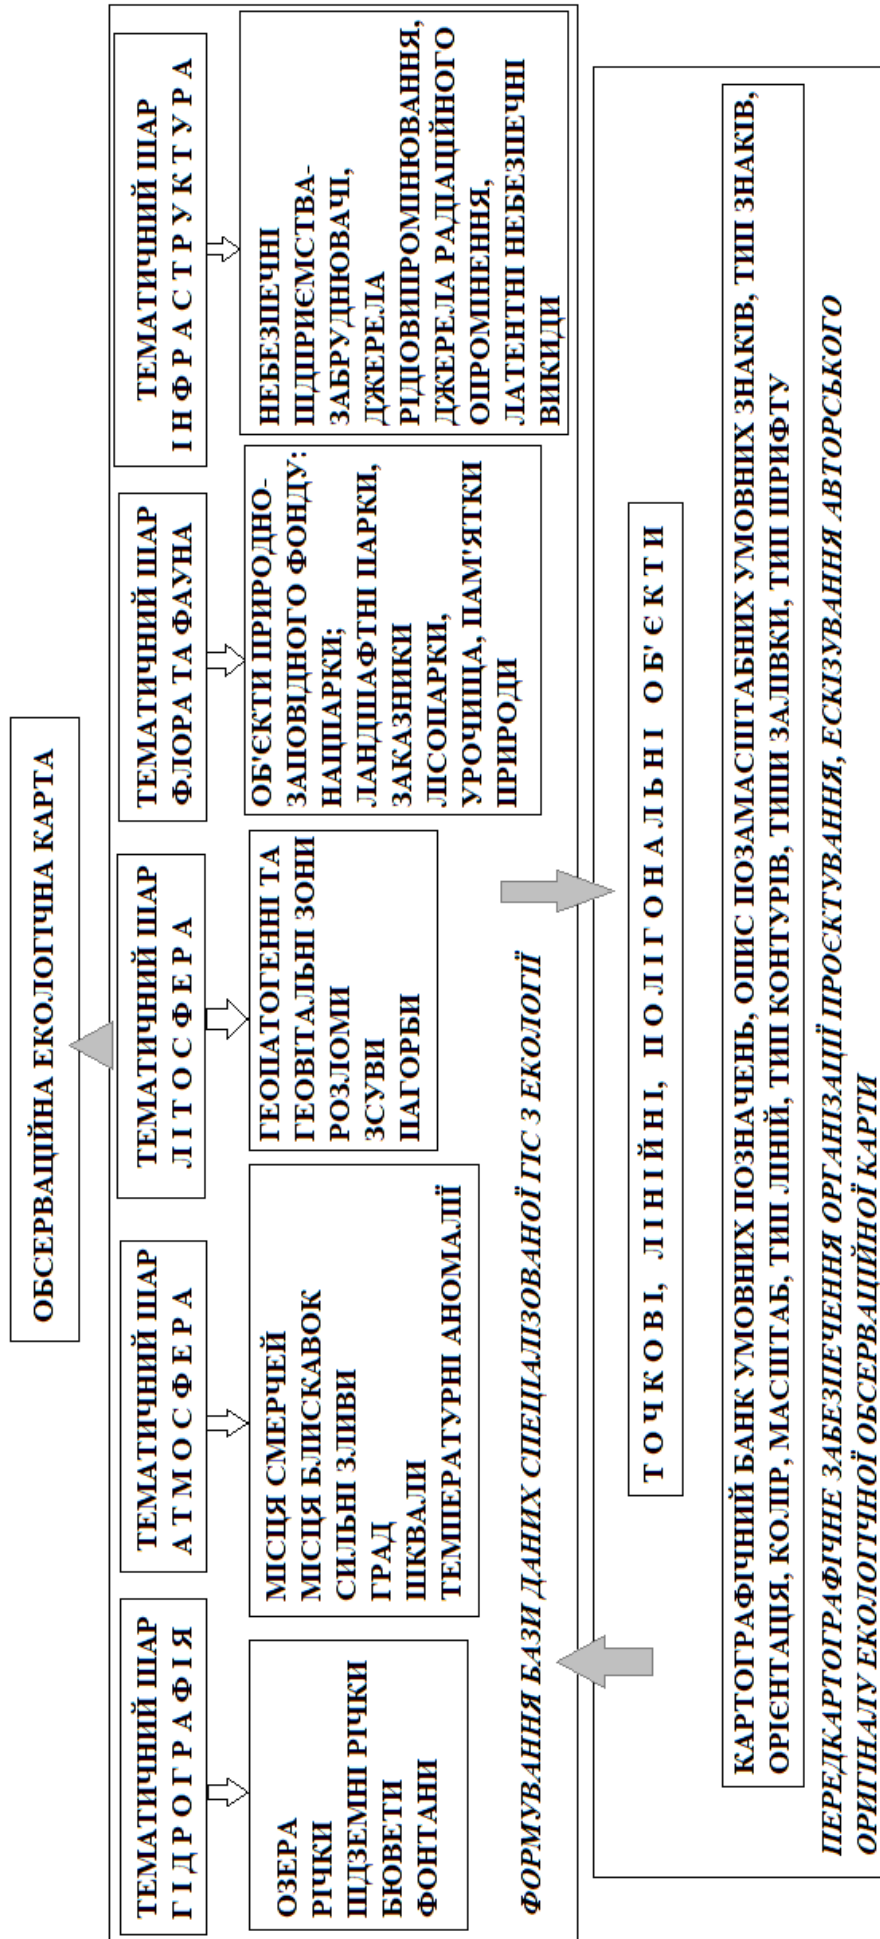 ОБСЕРВАЦІЙНА ЕКОЛОГІЧНА КАРТА
ТЕМАТИЧНИЙ ШАР
ГІДРОГРАФІЯ
ОЗЕРА
РІЧКИ
ПІДЗЕМНІ РІЧКИ
БЮВЕТИ
ФОНТАНИ
ТЕМАТИЧНИЙ ШАР
АТМОСФЕРА
МІСЦЯ СМЕРЧЕЙ
МІСЦЯ БЛИСКАВОК
СИЛЬНІ ЗЛИВИ
ГРАД
ШКВАЛИ
ТЕМПЕРАТУРНІ АНОМАЛІЇ
ТЕМАТИЧНИЙ ШАР
ЛІТОСФЕРА
ГЕОПАТОГЕННІ ТА
ГЕОВІТАЛЬНІ ЗОНИ
РОЗЛОМИ
ЗСУВИ
ПАГОРБИ
ТЕМАТИЧНИЙ ШАР
ФЛОРА ТА ФАУНА
ОБ'ЄКТИ ПРИРОДНО-
ЗАПОВІДНОГО ФОНДУ:
НАЦПАРКИ;
ЛАНДШАФТНІ ПАРКИ,
ЗАКАЗНИКИ
ЛІСОПАРКИ,
УРОЧИЩА, ПАМ'ЯТКИ
ПРИРОДИ
ТЕМАТИЧНИЙ ШАР
ІНФРАСТРУКТУРА
НЕБЕЗПЕЧНІ
ПІДПРИЄМСТВА-
ЗАБРУДНЮВАЧІ,
ДЖЕРЕЛА
РІДІОВИПРОМІНЮВАННЯ,
ДЖЕРЕЛА РАДІАЦІЙНОГО
ОПРОМІНЕННЯ,
ЛАТЕНТНІ НЕБЕЗПЕЧНІ
ВИКИДИ
ФОРМУВАННЯ БАЗИ ДАНИХ СПЕЦІАЛІЗОВАНОЇ ГІС З ЕКОЛОГІЇ
ТОЧКОВІ, ЛІНІЙНІ, ПОЛІГОНАЛЬНІ ОБ'ЄКТИ
КАРТОГРАФІЧНИЙ БАНК УМОВНИХ ПОЗНАЧЕНЬ, ОПИС ПОЗАМАСШТАБНИХ УМОВНИХ ЗНАКІВ, ТИП ЗНАКІВ,
ОРІЄНТАЦІЯ, КОЛІР, МАСШТАБ, ТИП ЛІНІЙ, ТИП КОНТУРІВ, ТИПИ ЗАЛІВКИ, ТИП ШРИФТУ
ПЕРЕДКАРТОГРАФІЧНЕ ЗАБЕЗПЕЧЕННЯ ОРГАНІЗАЦІЇ ПРОЄКТУВАННЯ, ЕСКІЗУВАННЯ АВТОРСЬКОГО
ОРИГІНАЛУ ЕКОЛОГІЧНОЇ ОБСЕРВАЦІЙНОЇ КАРТИ